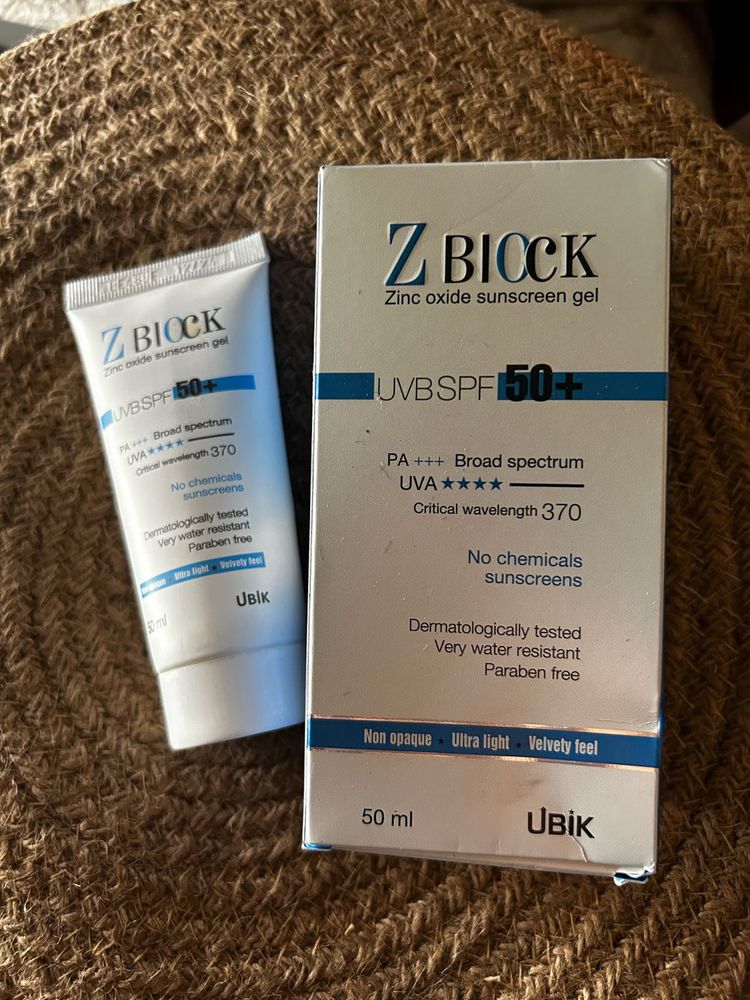 Z BlOcK
Zinc oxide sunscreen gel
UVB SPF 50+
PA +++ Broad spectrum
UVA ★★★★
Critical wavelength 370
No chemicals
sunscreens
Dermatologically tested
Very water resistant
Paraben free
Non opaque ★ Ultra light ★ Velvety feel
UBiK
50 ml
Z BlOcK
Zinc oxide sunscreen gel
UVB SPF 50+
PA +++ Broad spectrum
UVA ★★★★
Critical wavelength 370
No chemicals
sunscreens
Dermatologically tested
Very water resistant
Paraben free
Non opaque ★ Ultra light ★ Velvety feel
50 ml
UBiK